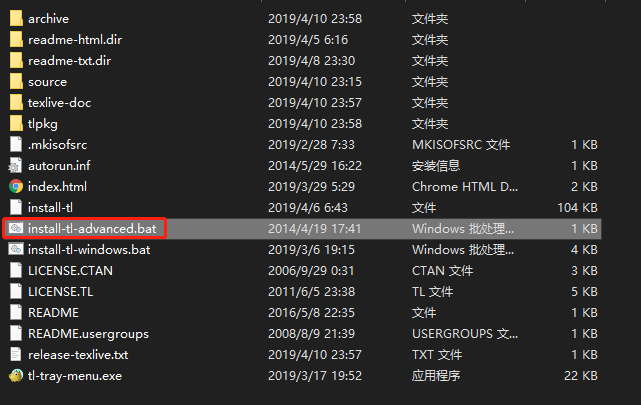 archive 2019/4/10 23:58 文件夹
readme-html.dir 2019/4/5 6:16 文件夹
readme-txt.dir 2019/4/8 23:30 文件夹
source 2019/4/10 23:15 文件夹
texlive-doc 2019/4/10 23:57 文件夹
tlpkg 2019/4/10 23:58 文件夹
.mkisofsrc 2019/2/28 7:33 MKISOFSRC 文件 1 KB
autorun.inf 2014/5/29 16:22 安装信息 1 KB
index.html 2019/3/29 5:29 Chrome HTML D... 2 KB
install-tl 2019/4/6 6:43 文件 104 KB
install-tl-advanced.bat 2014/4/19 17:41 Windows 批处理... 1 KB
install-tl-windows.bat 2019/3/6 19:15 Windows 批处理... 4 KB
LICENSE.CTAN 2006/9/29 0:31 CTAN 文件 3 KB
LICENSE.TL 2011/6/5 23:38 TL 文件 5 KB
README 2016/5/8 22:35 文件 1 KB
README.usergroups 2008/8/9 21:39 USERGROUPS 文... 1 KB
release-texlive.txt 2019/4/10 23:57 TXT 文件 1 KB
tl-tray-menu.exe 2019/3/17 19:52 应用程序 22 KB